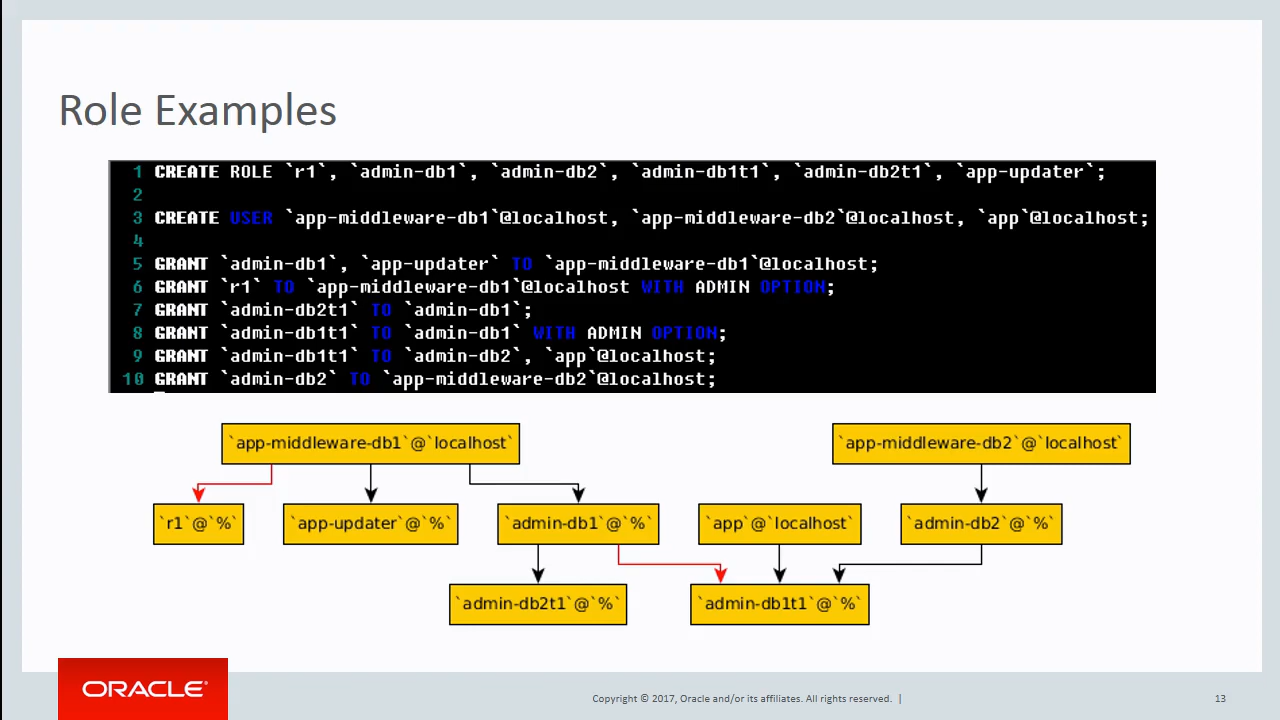 Role Examples
1 CREATE ROLE `r1`, `admin-db1`, `admin-db2`, `admin-db1t1`, `admin-db2t1`, `app-updater`;
2
3 CREATE USER `app-middleware-db1`@localhost, `app-middleware-db2`@localhost, `app`@localhost;
4
5 GRANT `admin-db1`, `app-updater` TO `app-middleware-db1`@localhost;
6 GRANT `r1` TO `app-middleware-db1`@localhost WITH ADMIN OPTION;
7 GRANT `admin-db2t1` TO `admin-db1`;
8 GRANT `admin-db1t1` TO `admin-db1` WITH ADMIN OPTION;
9 GRANT `admin-db1t1` TO `admin-db2`, `app`@localhost;
10 GRANT `admin-db2` TO `app-middleware-db2`@localhost;
`app-middleware-db1`@`localhost`
`app-middleware-db2`@`localhost`
`r1`@`%`
`app-updater`@`%`
`admin-db1`@`%`
`app`@`localhost`
`admin-db2`@`%`
`admin-db2t1`@`%`
`admin-db1t1`@`%`
ORACLE®
Copyright © 2017, Oracle and/or its affiliates. All rights reserved. |
13